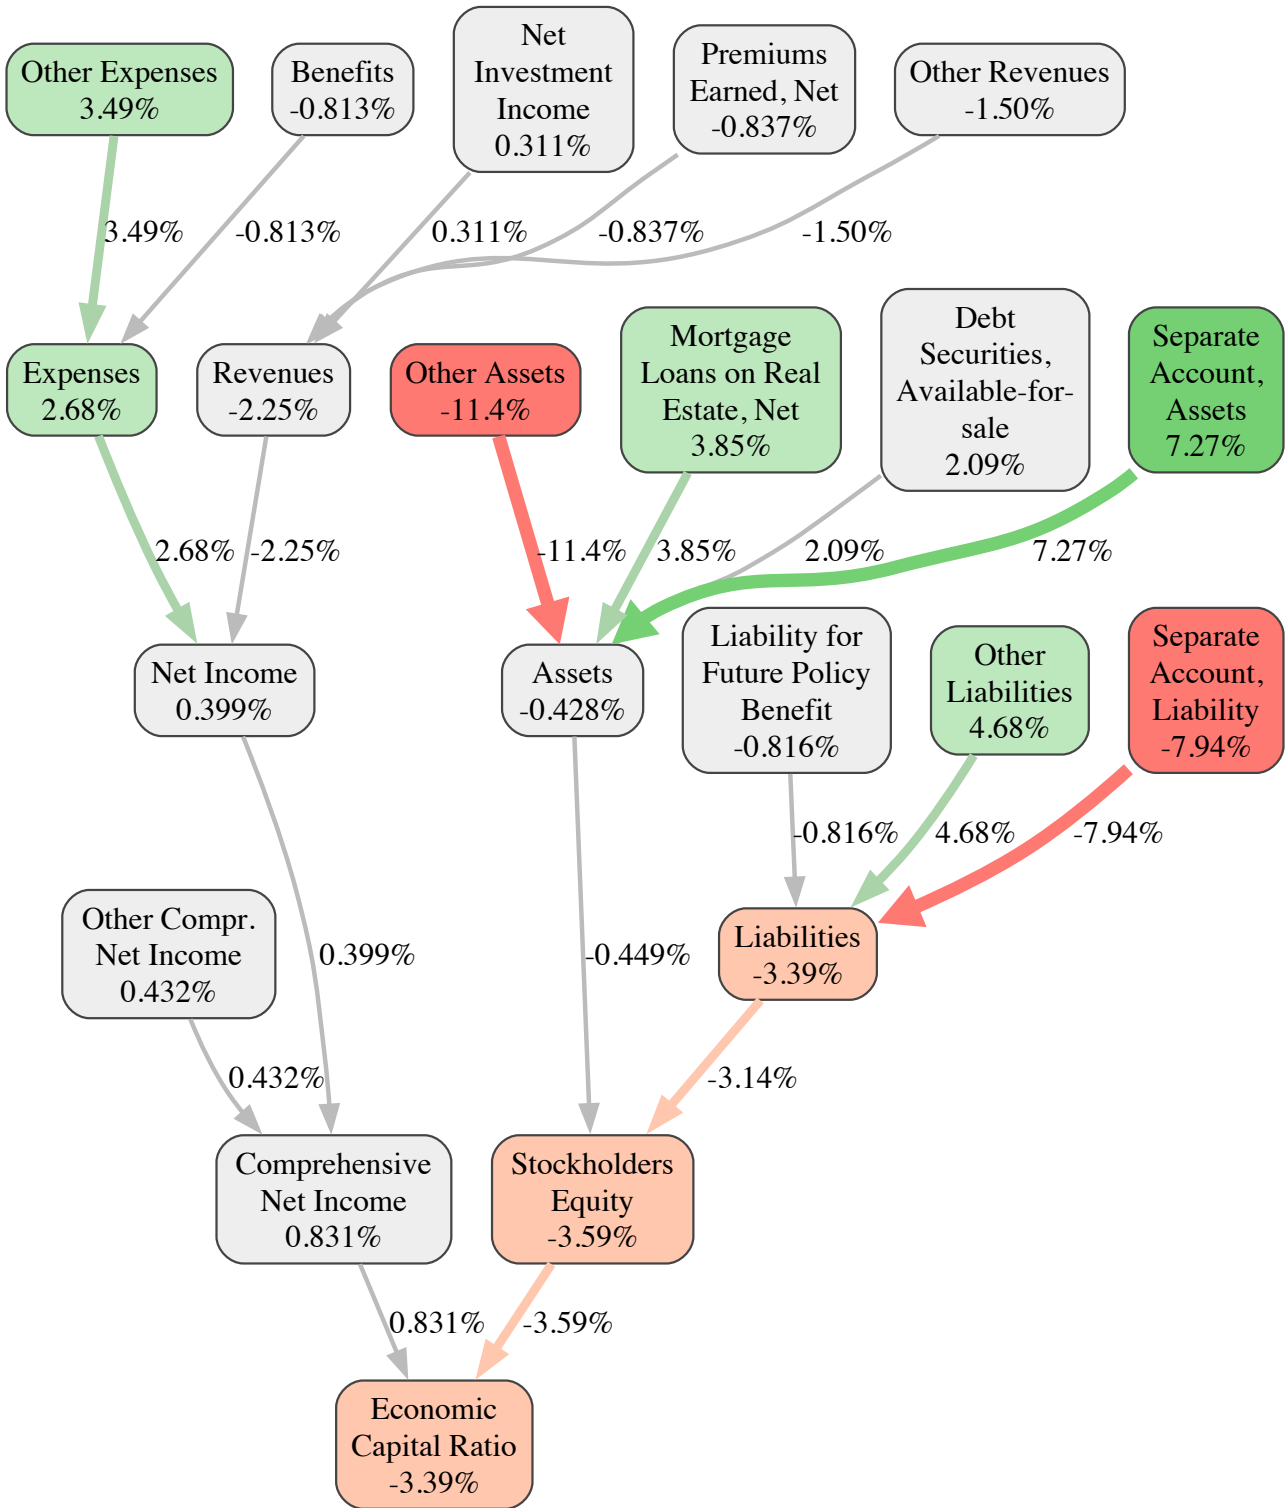 Other Expenses
3.49%
Benefits
-0.813%
Net
Investment
Income
0.311%
Premiums
Earned, Net
-0.837%
Other Revenues
-1.50%
3.49%
-0.813%
0.311%
-0.837%
-1.50%
Expenses
2.68%
Revenues
-2.25%
Other Assets
-11.4%
Mortgage
Loans on Real
Estate, Net
3.85%
Debt
Securities,
Available-for-
sale
2.09%
Separate
Account,
Assets
7.27%
2.68%
-2.25%
-11.4%
3.85%
2.09%
7.27%
Net Income
0.399%
Assets
-0.428%
Liability for
Future Policy
Benefit
-0.816%
Other
Liabilities
4.68%
Separate
Account,
Liability
-7.94%
-0.816%
4.68%
-7.94%
Other Compr.
Net Income
0.432%
0.399%
-0.449%
Liabilities
-3.39%
0.432%
-3.14%
Comprehensive
Net Income
0.831%
Stockholders
Equity
-3.59%
0.831%
-3.59%
Economic
Capital Ratio
-3.39%